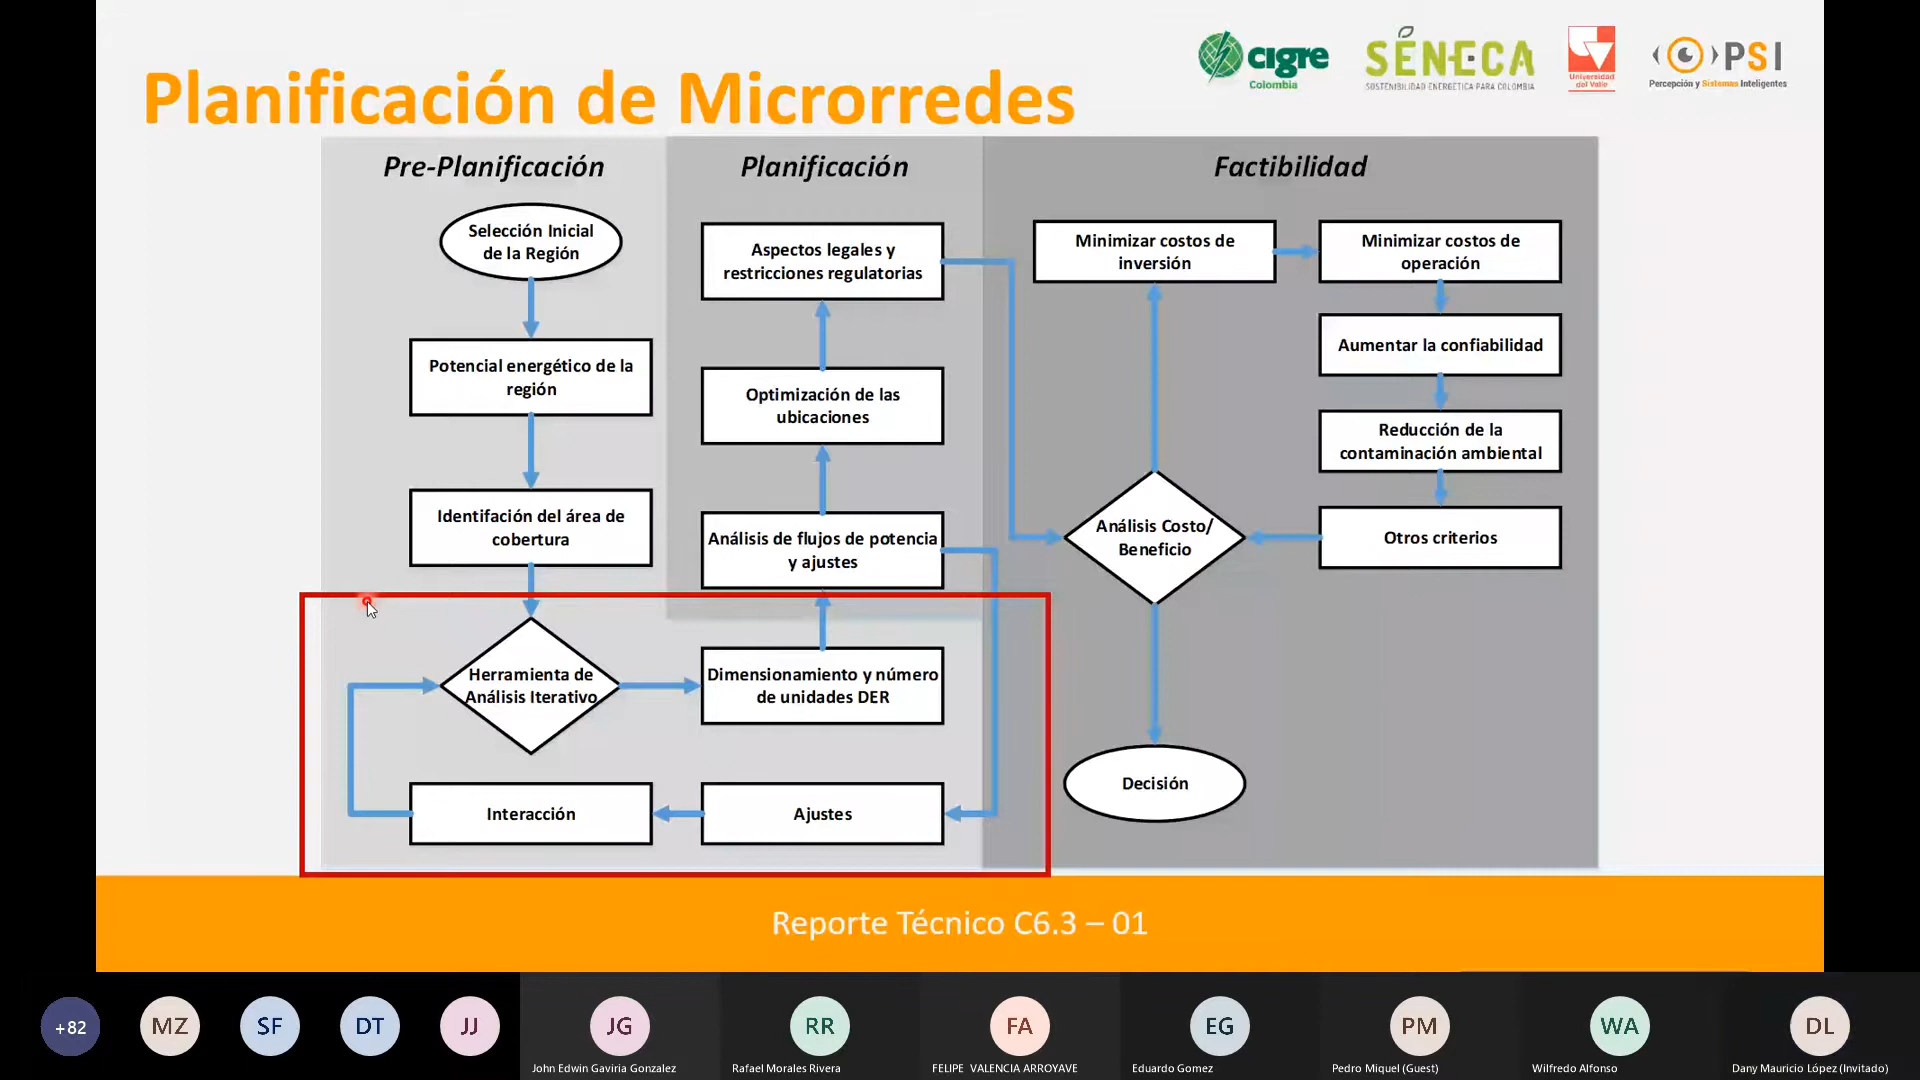 cigre
Colombia
SÉNECA
SOSTENIBILIDAD ENERGÉTICA PARA COLOMBIA
Universidad
del Valle
PSI
Percepción y Sistemas Inteligentes
Planificación de Microrredes
Pre-Planificación
Selección Inicial
de la Región
Potencial energético de la
región
Identifación del área de
cobertura
Herramienta de
Análisis Iterativo
Interacción
Planificación
Aspectos legales y
restricciones regulatorias
Optimización de las
ubicaciones
Análisis de flujos de potencia
y ajustes
Dimensionamiento y número
de unidades DER
Ajustes
Factibilidad
Minimizar costos de
inversión
Minimizar costos de
operación
Aumentar la confiabilidad
Reducción de la
contaminación ambiental
Otros criterios
Análisis Costo/
Beneficio
Decisión
Reporte Técnico C6.3 – 01
+82
MZ
SF
DT
JJ
JG
RR
FA
EG
PM
WA
DL
John Edwin Gaviria Gonzalez
Rafael Morales Rivera
FELIPE VALENCIA ARROYAVE
Eduardo Gomez
Pedro Miquel (Guest)
Wilfredo Alfonso
Dany Mauricio López (Invitado)